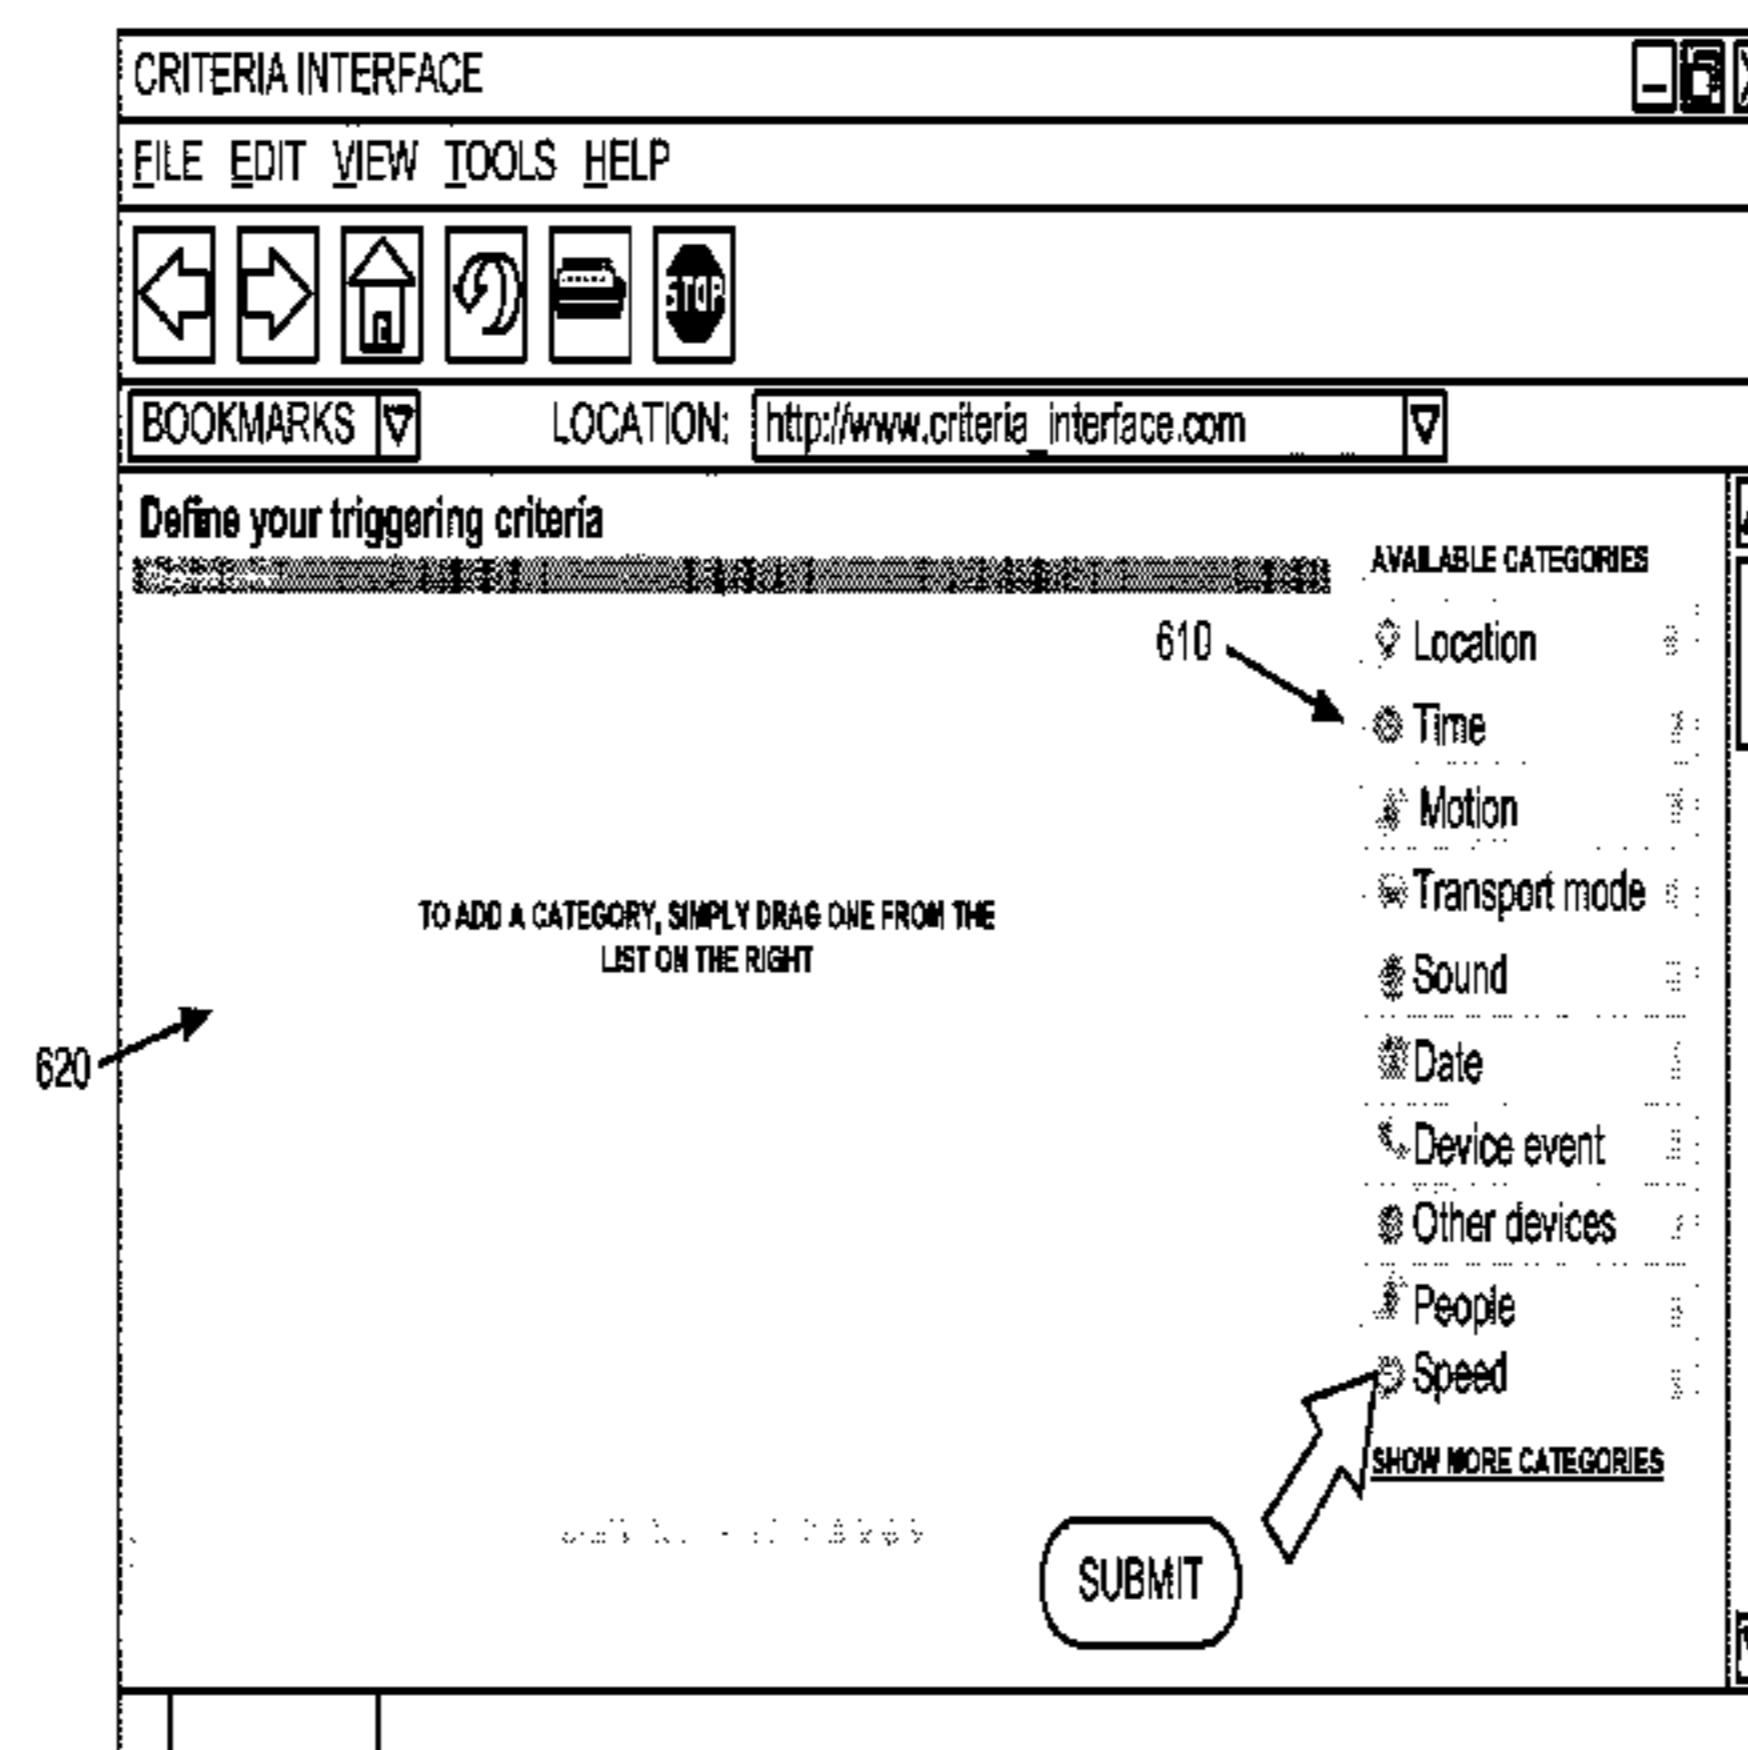 CRITERIA INTERFACE
FILE EDIT VIEW TOOLS HELP
STOP
BOOKMARKS LOCATION: http://www.criteria_interface.com
Define your triggering criteria
AVAILABLE CATEGORIES
610
Location
Time
Motion
Transport mode
TO ADD A CATEGORY, SIMPLY DRAG ONE FROM THE
LIST ON THE RIGHT
Sound
620
Date
Device event
Other devices
People
Speed
SHOW MORE CATEGORIES
SUBMIT